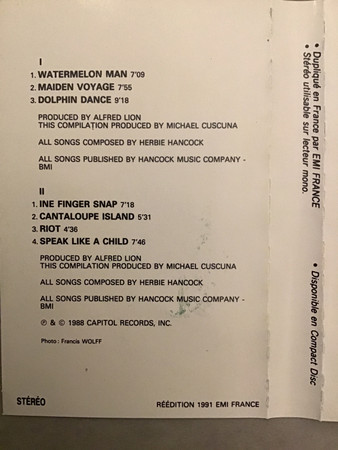 I
1. WATERMELON MAN 7'09
2. MAIDEN VOYAGE 7'55
3. DOLPHIN DANCE 9'18
PRODUCED BY ALFRED LION
THIS COMPILATION PRODUCED BY MICHAEL CUSCUNA
ALL SONGS COMPOSED BY HERBIE HANCOCK
ALL SONGS PUBLISHED BY HANCOCK MUSIC COMPANY -
BMI
II
1. INE FINGER SNAP 7'18
2. CANTALOUPE ISLAND 5'31
3. RIOT 4'36
4. SPEAK LIKE A CHILD 7'46
PRODUCED BY ALFRED LION
THIS COMPILATION PRODUCED BY MICHAEL CUSCUNA
ALL SONGS COMPOSED BY HERBIE HANCOCK
ALL SONGS PUBLISHED BY HANCOCK MUSIC COMPANY -
BMI
℗ & © 1988 CAPITOL RECORDS, INC.
Photo : Francis WOLFF
STÉRÉO
RÉÉDITION 1991 EMI FRANCE
• Dupliqué en France par EMI FRANCE
• Stéréo utilisable sur lecteur mono.
• Disponible en Compact Disc